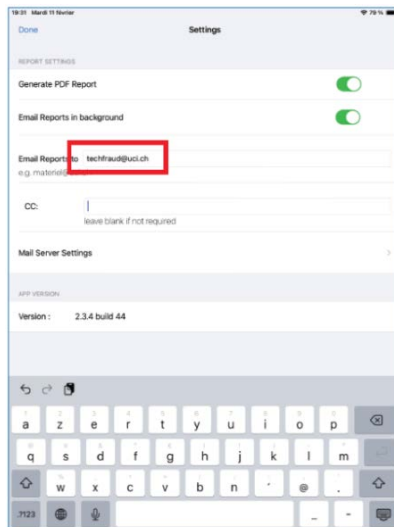 19:31 Mardi 11 février 79 %
Done Settings
REPORT SETTINGS
Generate PDF Report
Email Reports in background
Email Reports to techfraud@uci.ch
e.g. materiel@
CC:
leave blank if not required
Mail Server Settings
APP VERSION
Version : 2.3.4 build 44
a z e r t y u i o p
q s d f g h j k l m
w x c v b n ' @ .
.?123 _ -